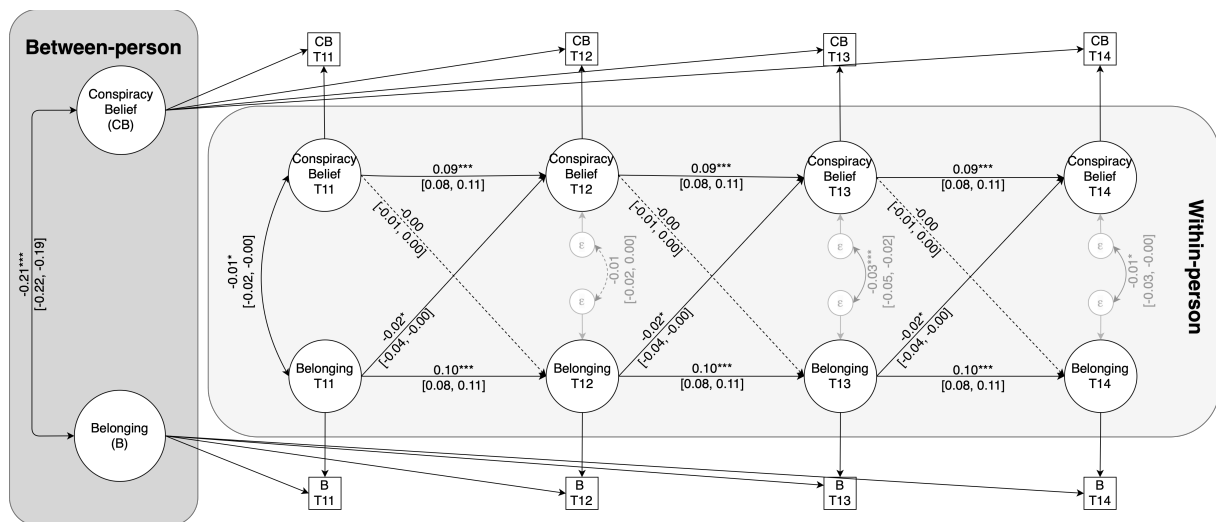 Between-person
Conspiracy
Belief
(CB)
-0.21***
[-0.22, -0.19]
Belonging
(B)
CB
T11
CB
T12
CB
T13
CB
T14
Within-person
Conspiracy
Belief
T11
0.09***
[0.08, 0.11]
Conspiracy
Belief
T12
0.09***
[0.08, 0.11]
Conspiracy
Belief
T13
0.09***
[0.08, 0.11]
Conspiracy
Belief
T14
-0.00
[-0.01, 0.00]
-0.00
[-0.01, 0.00]
-0.00
[-0.01, 0.00]
-0.01*
[-0.02, -0.00]
ε
ε
-0.01
[-0.02, 0.00]
ε
ε
-0.03***
[-0.05, -0.02]
ε
ε
-0.01*
[-0.03, -0.00]
-0.02*
[-0.04, -0.00]
-0.02*
[-0.04, -0.00]
-0.02*
[-0.04, -0.00]
Belonging
T11
0.10***
[0.08, 0.11]
Belonging
T12
0.10***
[0.08, 0.11]
Belonging
T13
0.10***
[0.08, 0.11]
Belonging
T14
B
T11
B
T12
B
T13
B
T14